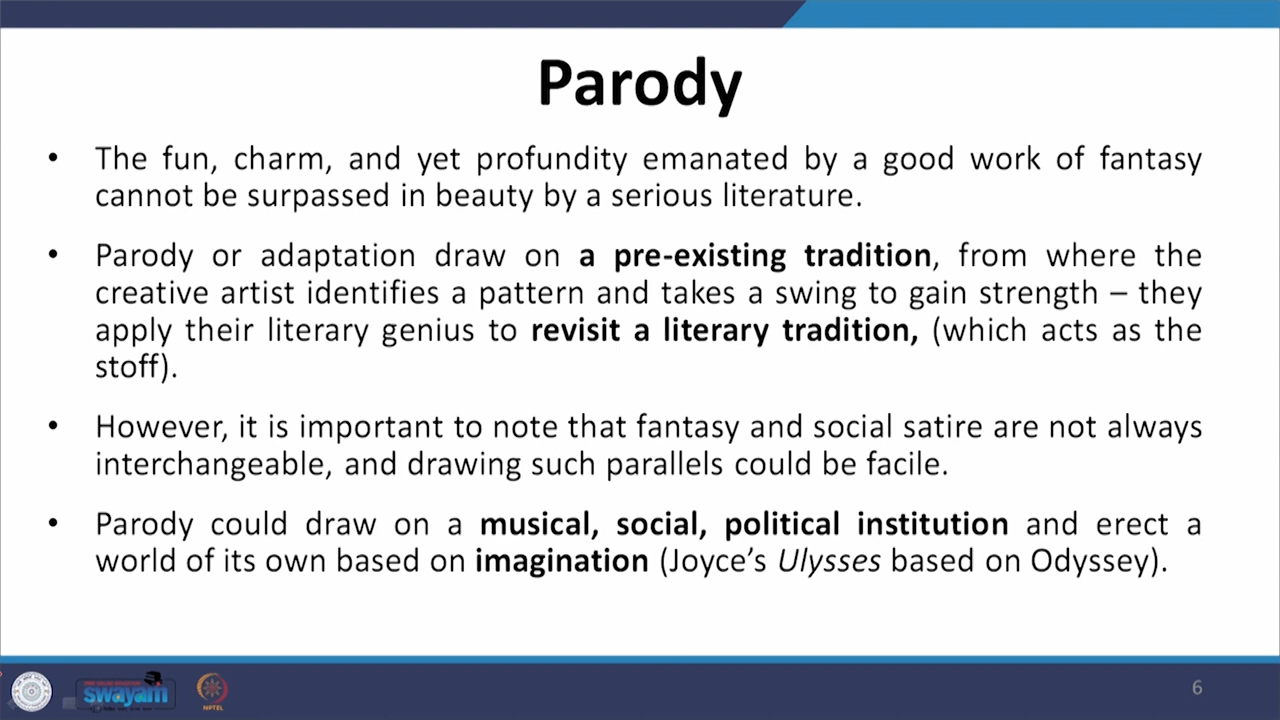 Parody
• The fun, charm, and yet profundity emanated by a good work of fantasy
cannot be surpassed in beauty by a serious literature.
• Parody or adaptation draw on a pre-existing tradition, from where the
creative artist identifies a pattern and takes a swing to gain strength – they
apply their literary genius to revisit a literary tradition, (which acts as the
stoff).
• However, it is important to note that fantasy and social satire are not always
interchangeable, and drawing such parallels could be facile.
• Parody could draw on a musical, social, political institution and erect a
world of its own based on imagination (Joyce’s Ulysses based on Odyssey).
swayam
NPTEL
6